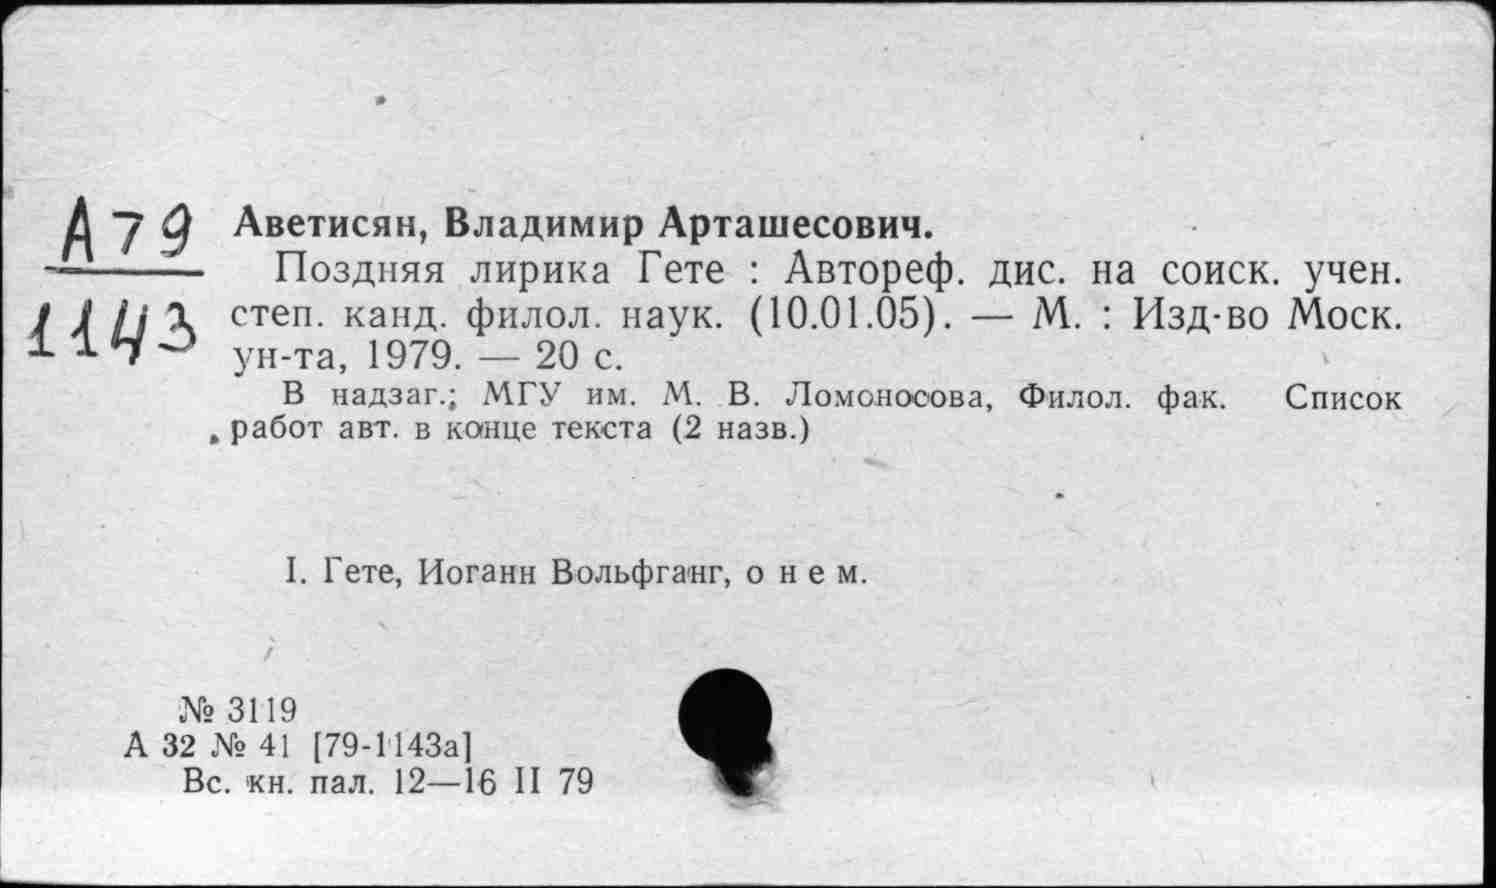 А79
1143
Аветисян, Владимир Арташесович.
Поздняя лирика Гете : Автореф. дис. на соиск. учен.
степ. канд. филол. наук. (10.01.05). — М. : Изд-во Моск.
ун-та, 1979. — 20 с.
В надзаг.: МГУ им. М. В. Ломоносова, Филол. фак. Список
работ авт. в конце текста (2 назв.)
I. Гете, Иоганн Вольфганг, о нем.
№ 3119
А 32 № 41 [79-1143а]
Вс. кн. пал. 12—16 II 79